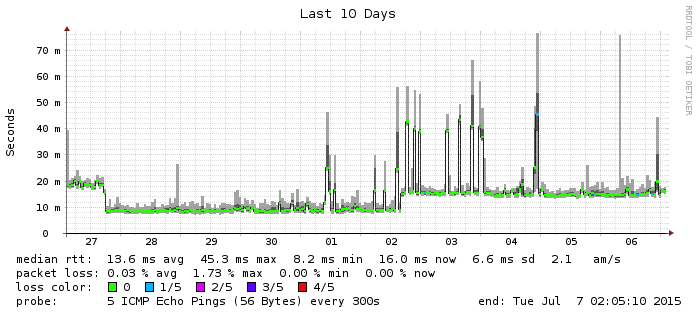 Last 10 Days
RRDTOOL / TOBI OETIKER
Seconds
70 m
60 m
50 m
40 m
30 m
20 m
10 m
0
27 28 29 30 01 02 03 04 05 06
median rtt: 13.6 ms avg 45.3 ms max 8.2 ms min 16.0 ms now 6.6 ms sd 2.1 am/s
packet loss: 0.03 % avg 1.73 % max 0.00 % min 0.00 % now
loss color: 0 1/5 2/5 3/5 4/5
probe: 5 ICMP Echo Pings (56 Bytes) every 300s end: Tue Jul 7 02:05:10 2015